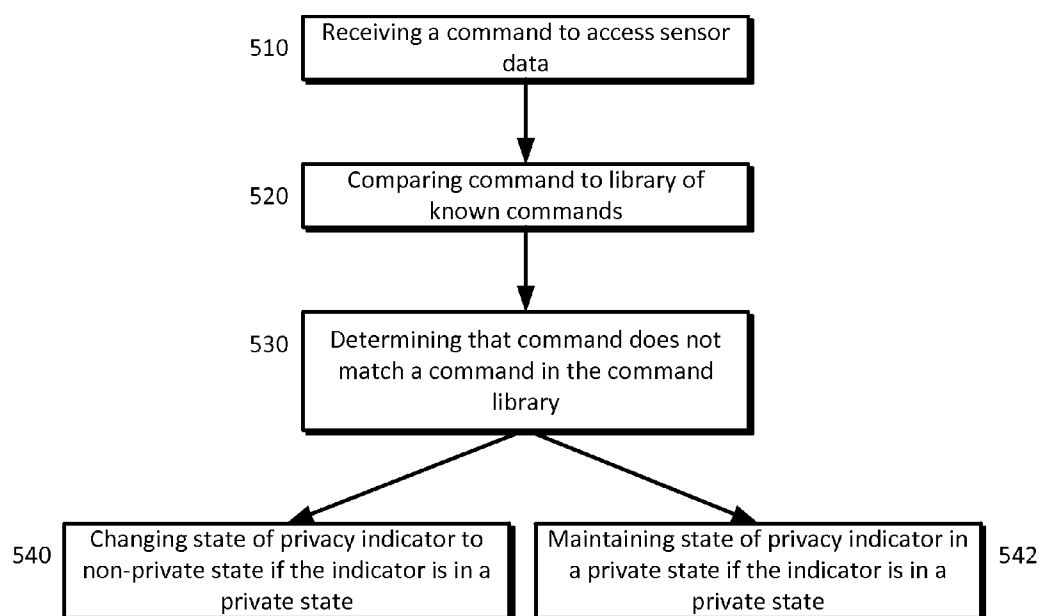 510
Receiving a command to access sensor
data
520
Comparing command to library of
known commands
530
Determining that command does not
match a command in the command
library
540
Changing state of privacy indicator to
non-private state if the indicator is in a
private state
Maintaining state of privacy indicator in
a private state if the indicator is in a
private state
542